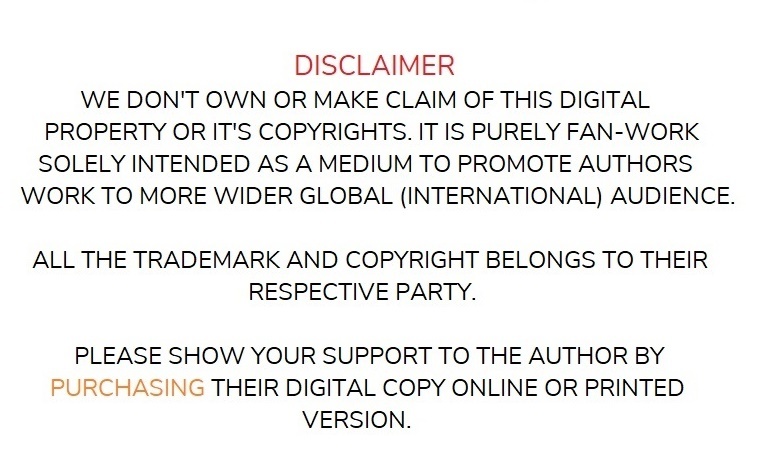 DISCLAIMER
WE DON'T OWN OR MAKE CLAIM OF THIS DIGITAL
PROPERTY OR IT'S COPYRIGHTS. IT IS PURELY FAN-WORK
SOLELY INTENDED AS A MEDIUM TO PROMOTE AUTHORS
WORK TO MORE WIDER GLOBAL (INTERNATIONAL) AUDIENCE.
ALL THE TRADEMARK AND COPYRIGHT BELONGS TO THEIR
RESPECTIVE PARTY.
PLEASE SHOW YOUR SUPPORT TO THE AUTHOR BY
PURCHASING THEIR DIGITAL COPY ONLINE OR PRINTED
VERSION.